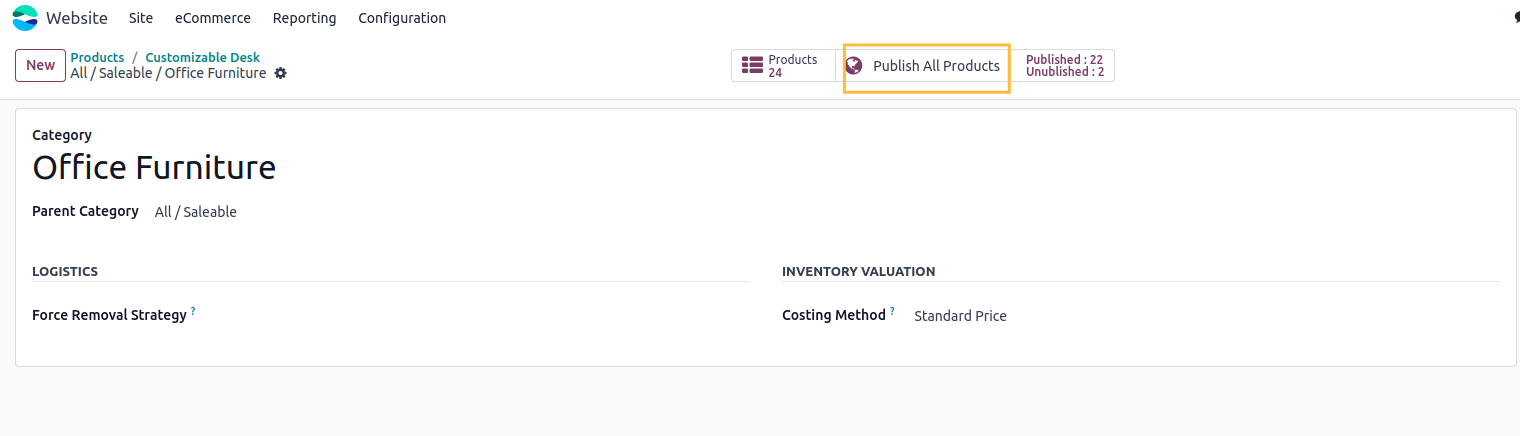 Website Site eCommerce Reporting Configuration
New
Products / Customizable Desk
All / Saleable / Office Furniture
Products
24
Publish All Products
Published : 22
Unublished : 2
Category
Office Furniture
Parent Category All / Saleable
LOGISTICS
Force Removal Strategy ?
INVENTORY VALUATION
Costing Method ? Standard Price